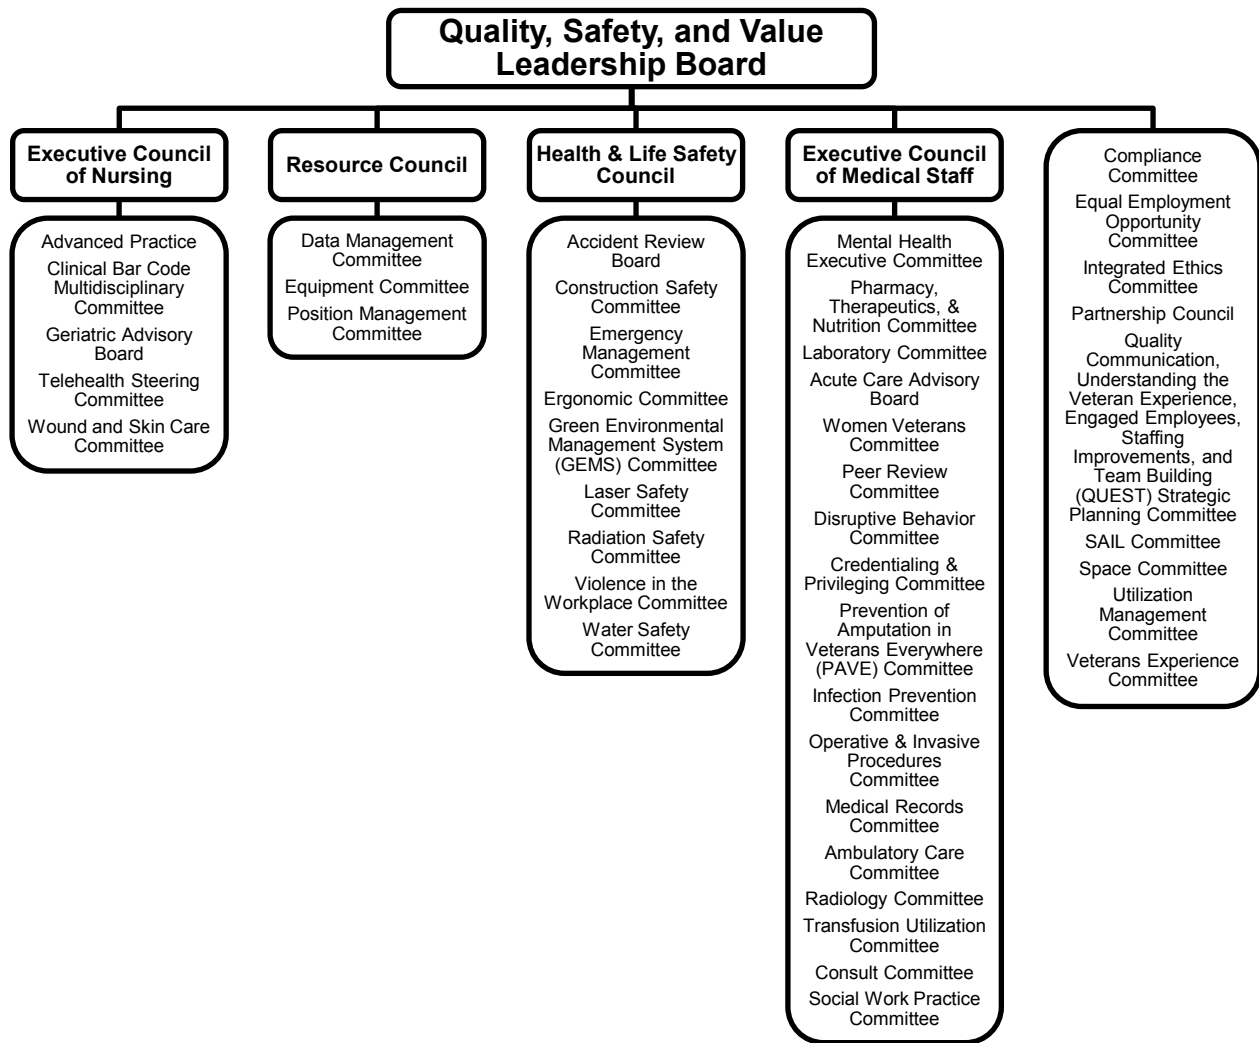 Quality, Safety, and Value
Leadership Board
Executive Council
of Nursing
Advanced Practice
Clinical Bar Code
Multidisciplinary
Committee
Geriatric Advisory
Board
Telehealth Steering
Committee
Wound and Skin Care
Committee
Resource Council
Data Management
Committee
Equipment Committee
Position Management
Committee
Health & Life Safety
Council
Accident Review
Board
Construction Safety
Committee
Emergency
Management
Committee
Ergonomic Committee
Green Environmental
Management System
(GEMS) Committee
Laser Safety
Committee
Radiation Safety
Committee
Violence in the
Workplace Committee
Water Safety
Committee
Executive Council
of Medical Staff
Mental Health
Executive Committee
Pharmacy,
Therapeutics, &
Nutrition Committee
Laboratory Committee
Acute Care Advisory
Board
Women Veterans
Committee
Peer Review
Committee
Disruptive Behavior
Committee
Credentialing &
Privileging Committee
Prevention of
Amputation in
Veterans Everywhere
(PAVE) Committee
Infection Prevention
Committee
Operative & Invasive
Procedures
Committee
Medical Records
Committee
Ambulatory Care
Committee
Radiology Committee
Transfusion Utilization
Committee
Consult Committee
Social Work Practice
Committee
Compliance
Committee
Equal Employment
Opportunity
Committee
Integrated Ethics
Committee
Partnership Council
Quality
Communication,
Understanding the
Veteran Experience,
Engaged Employees,
Staffing
Improvements, and
Team Building
(QUEST) Strategic
Planning Committee
SAIL Committee
Space Committee
Utilization
Management
Committee
Veterans Experience
Committee